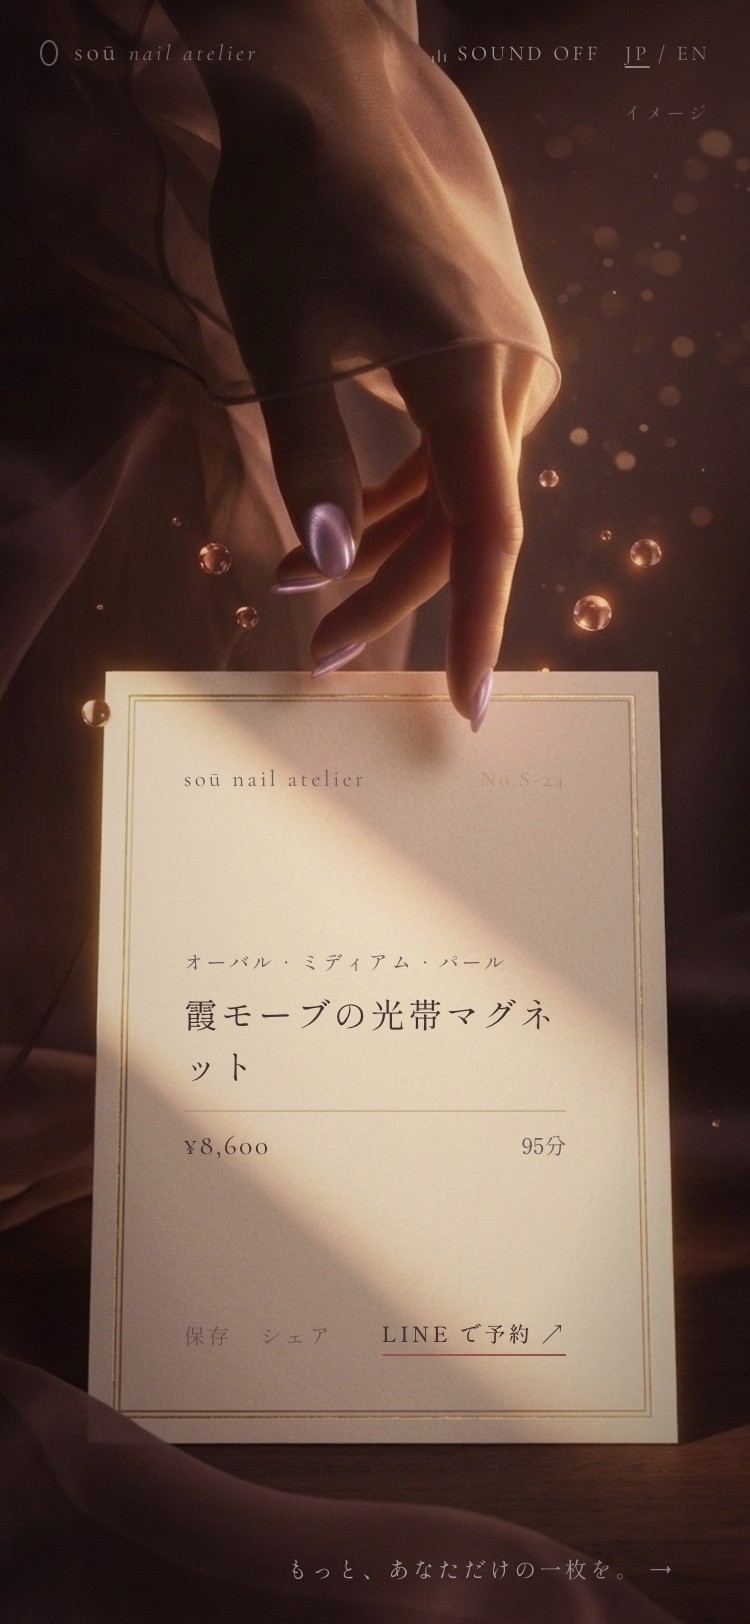 soū nail atelier
SOUND OFF JP / EN
イメージ
soū nail atelier No.S-24
オーバル · ミディアム · パール
霞モーブの光帯マグネ
ット
¥8,600 95分
保存 シェア LINE で予約 ↗
もっと、あなただけの一枚を。 →